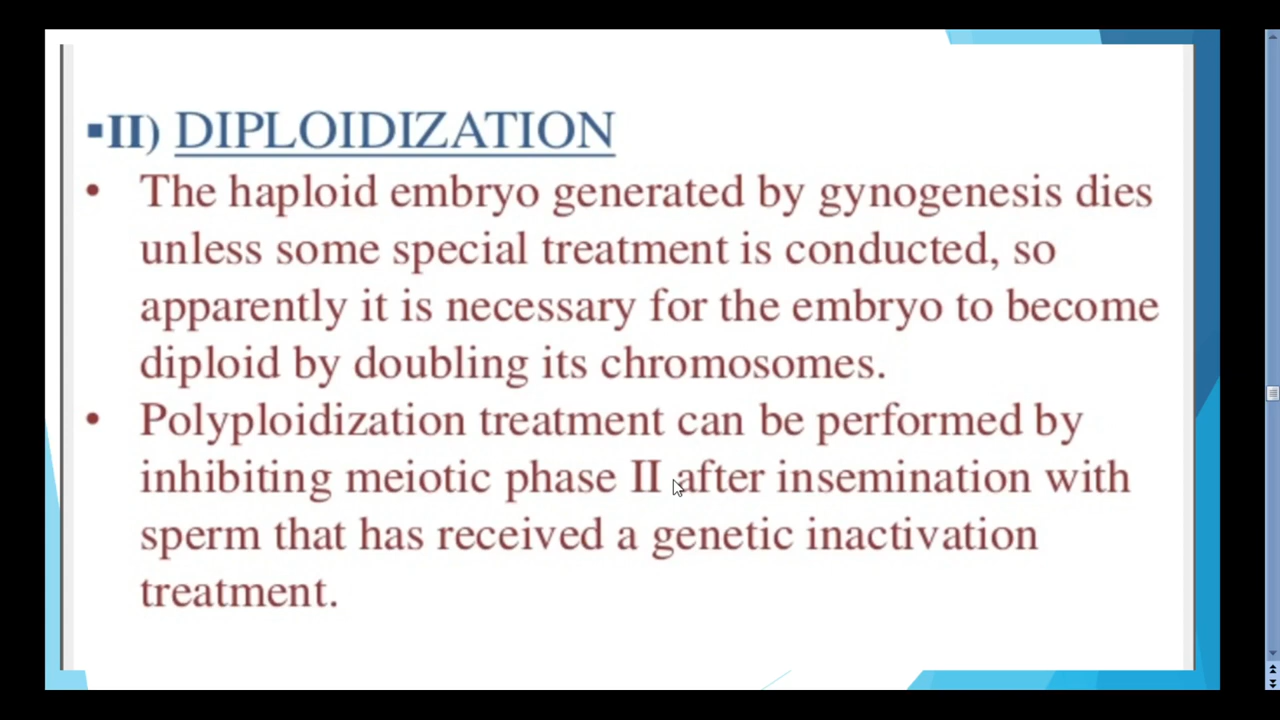 ▪II) DIPLOIDIZATION
• The haploid embryo generated by gynogenesis dies
unless some special treatment is conducted, so
apparently it is necessary for the embryo to become
diploid by doubling its chromosomes.
• Polyploidization treatment can be performed by
inhibiting meiotic phase II after insemination with
sperm that has received a genetic inactivation
treatment.